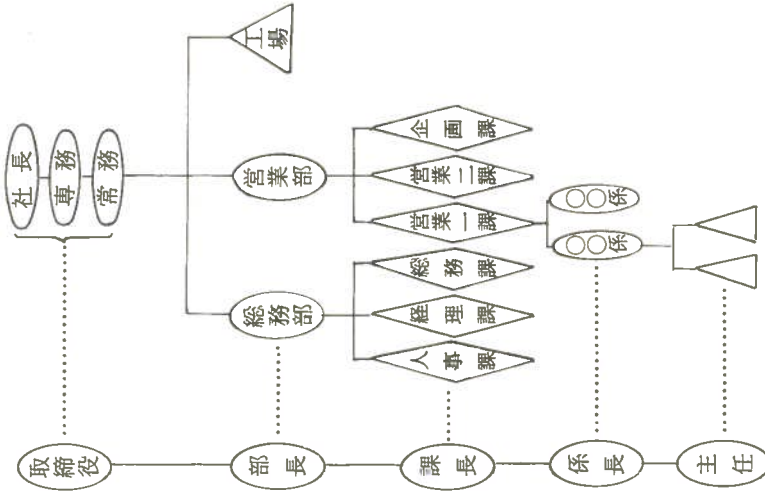 社長
専務
常務
総務部
営業部
工場
人事課
経理課
総務課
営業一課
営業二課
企画課
○○係
○○係
取締役
部長
課長
係長
主任